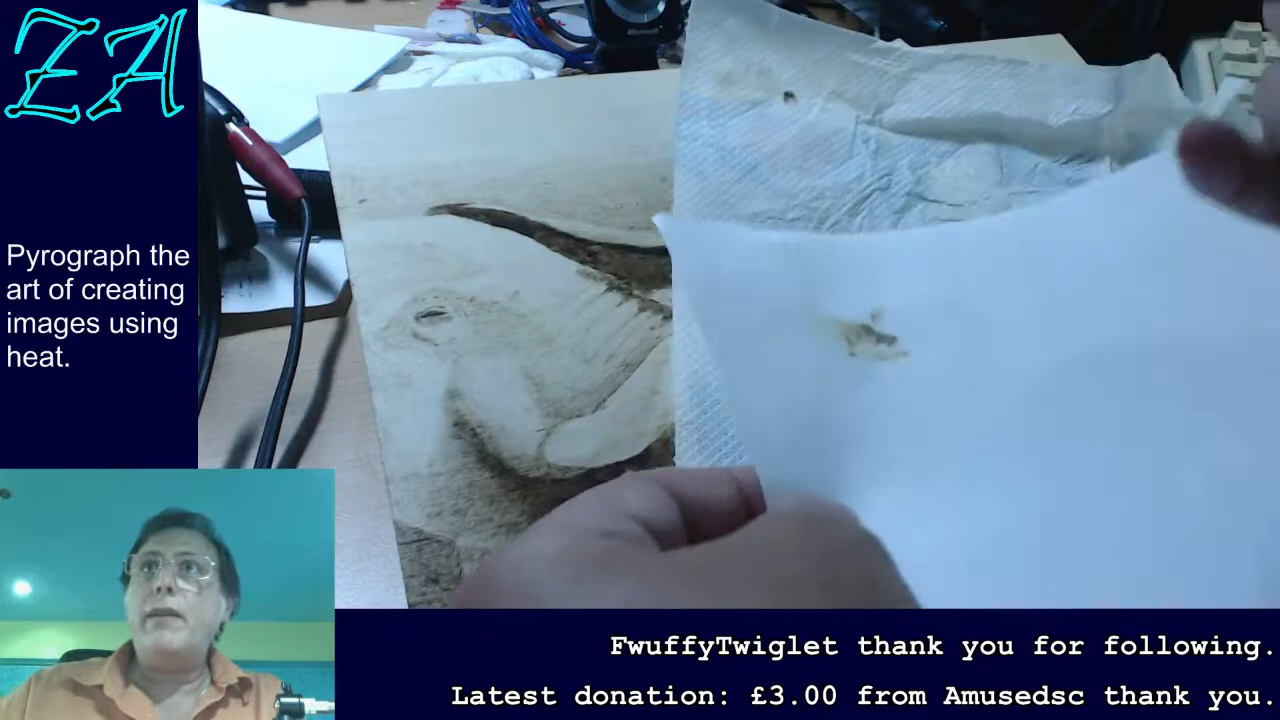 ZA
Pyrograph the
art of creating
images using
heat.
FwuffyTwiglet thank you for following.
Latest donation: £3.00 from Amusedsc thank you.